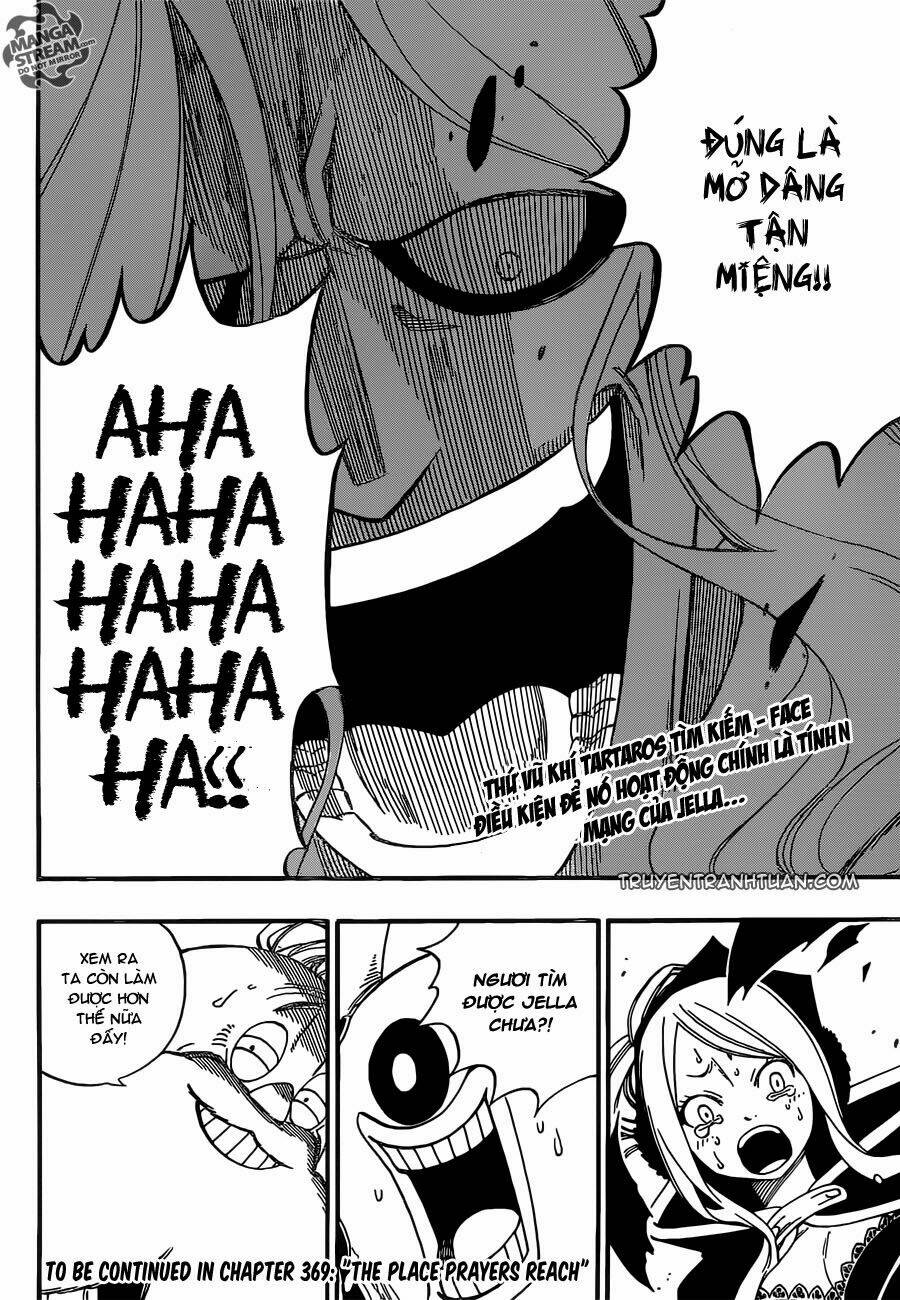 MANGA
STREAM.com
DO NOT MIRROR!
ĐÚNG LÀ
MỠ DÂNG
TẬN
MIỆNG!!
AHA
HAHA
HAHA
HAHA
HA!!
THỨ VŨ KHÍ TARTAROS TÌM KIẾM,- FACE
ĐIỀU KIỆN ĐỂ NÓ HOẠT ĐỘNG CHÍNH LÀ TÍNH
MẠNG CỦA JELLA...
TRUYENTRANHTUAN.COM
NGƯƠI TÌM
ĐƯỢC JELLA
CHƯA?!
XEM RA
TA CÒN LÀM
ĐƯỢC HƠN
THẾ NỮA
ĐẤY!
TO BE CONTINUED IN CHAPTER 369: "THE PLACE PRAYERS REACH"